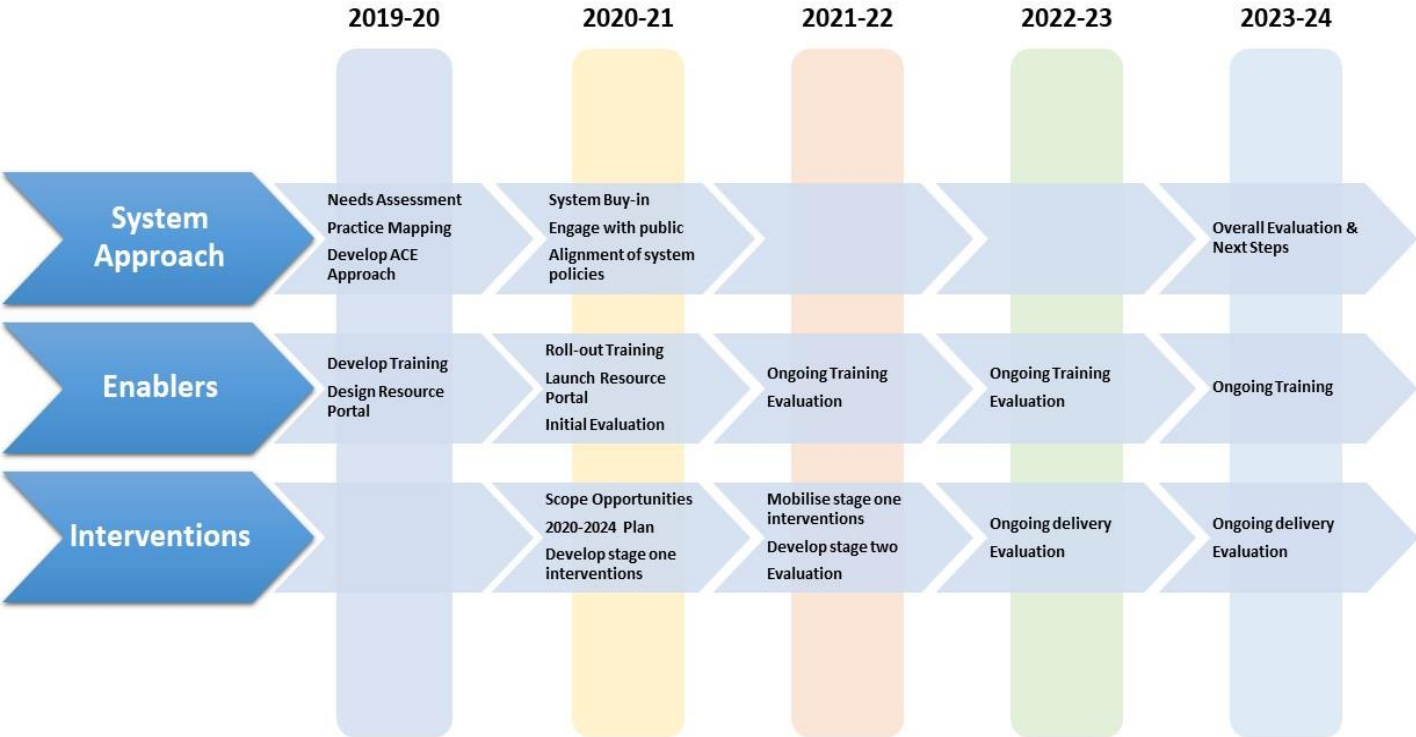 2019-20 2020-21 2021-22 2022-23 2023-24
System
Approach
Needs Assessment
Practice Mapping
Develop ACE
Approach
System Buy-in
Engage with public
Alignment of system
policies
Overall Evaluation &
Next Steps
Enablers
Develop Training
Design Resource
Portal
Roll-out Training
Launch Resource
Portal
Initial Evaluation
Ongoing Training
Evaluation
Ongoing Training
Evaluation
Ongoing Training
Interventions
Scope Opportunities
2020-2024 Plan
Develop stage one
interventions
Mobilise stage one
interventions
Develop stage two
Evaluation
Ongoing delivery
Evaluation
Ongoing delivery
Evaluation